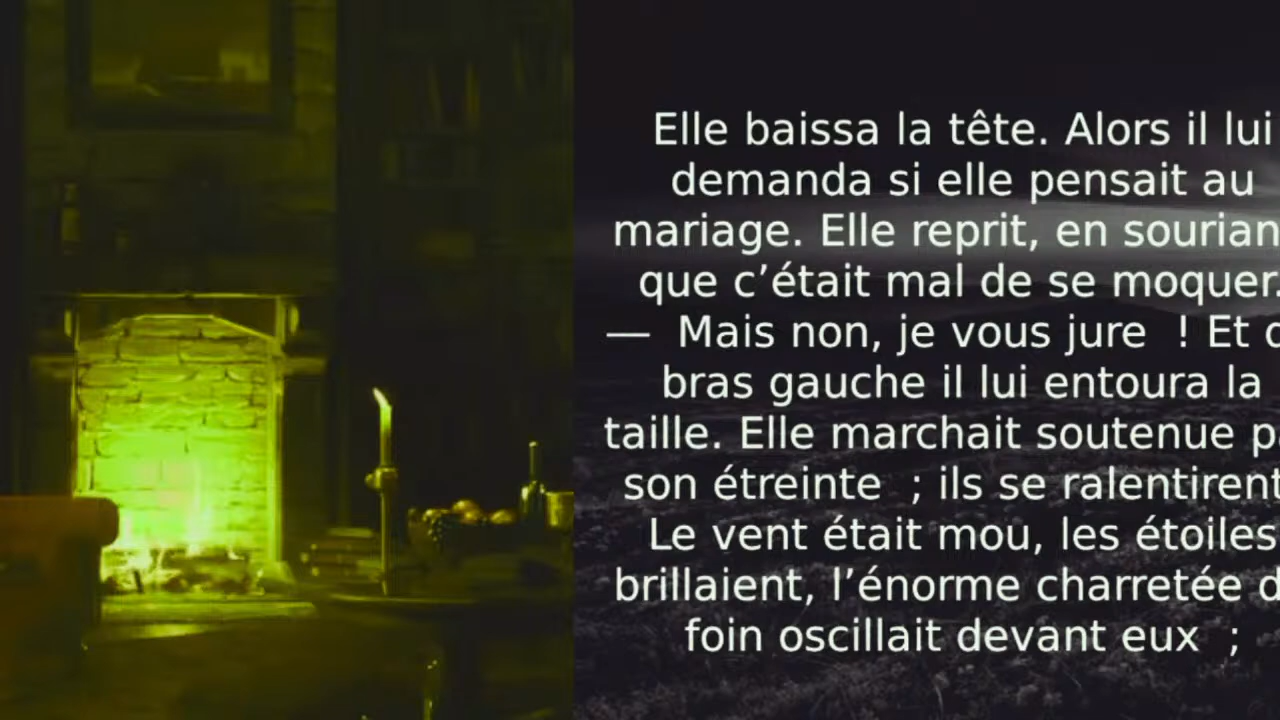 Elle baissa la tête. Alors il lui
demanda si elle pensait au
mariage. Elle reprit, en
que c’était mal de se moquer.
— Mais non, je vous jure  ! Et
bras gauche il lui entoura la
taille. Elle marchait soutenue
son étreinte  ; ils se ralentirent
Le vent était mou, les étoiles
brillaient, l’énorme charretée
foin oscillait devant eux  ;